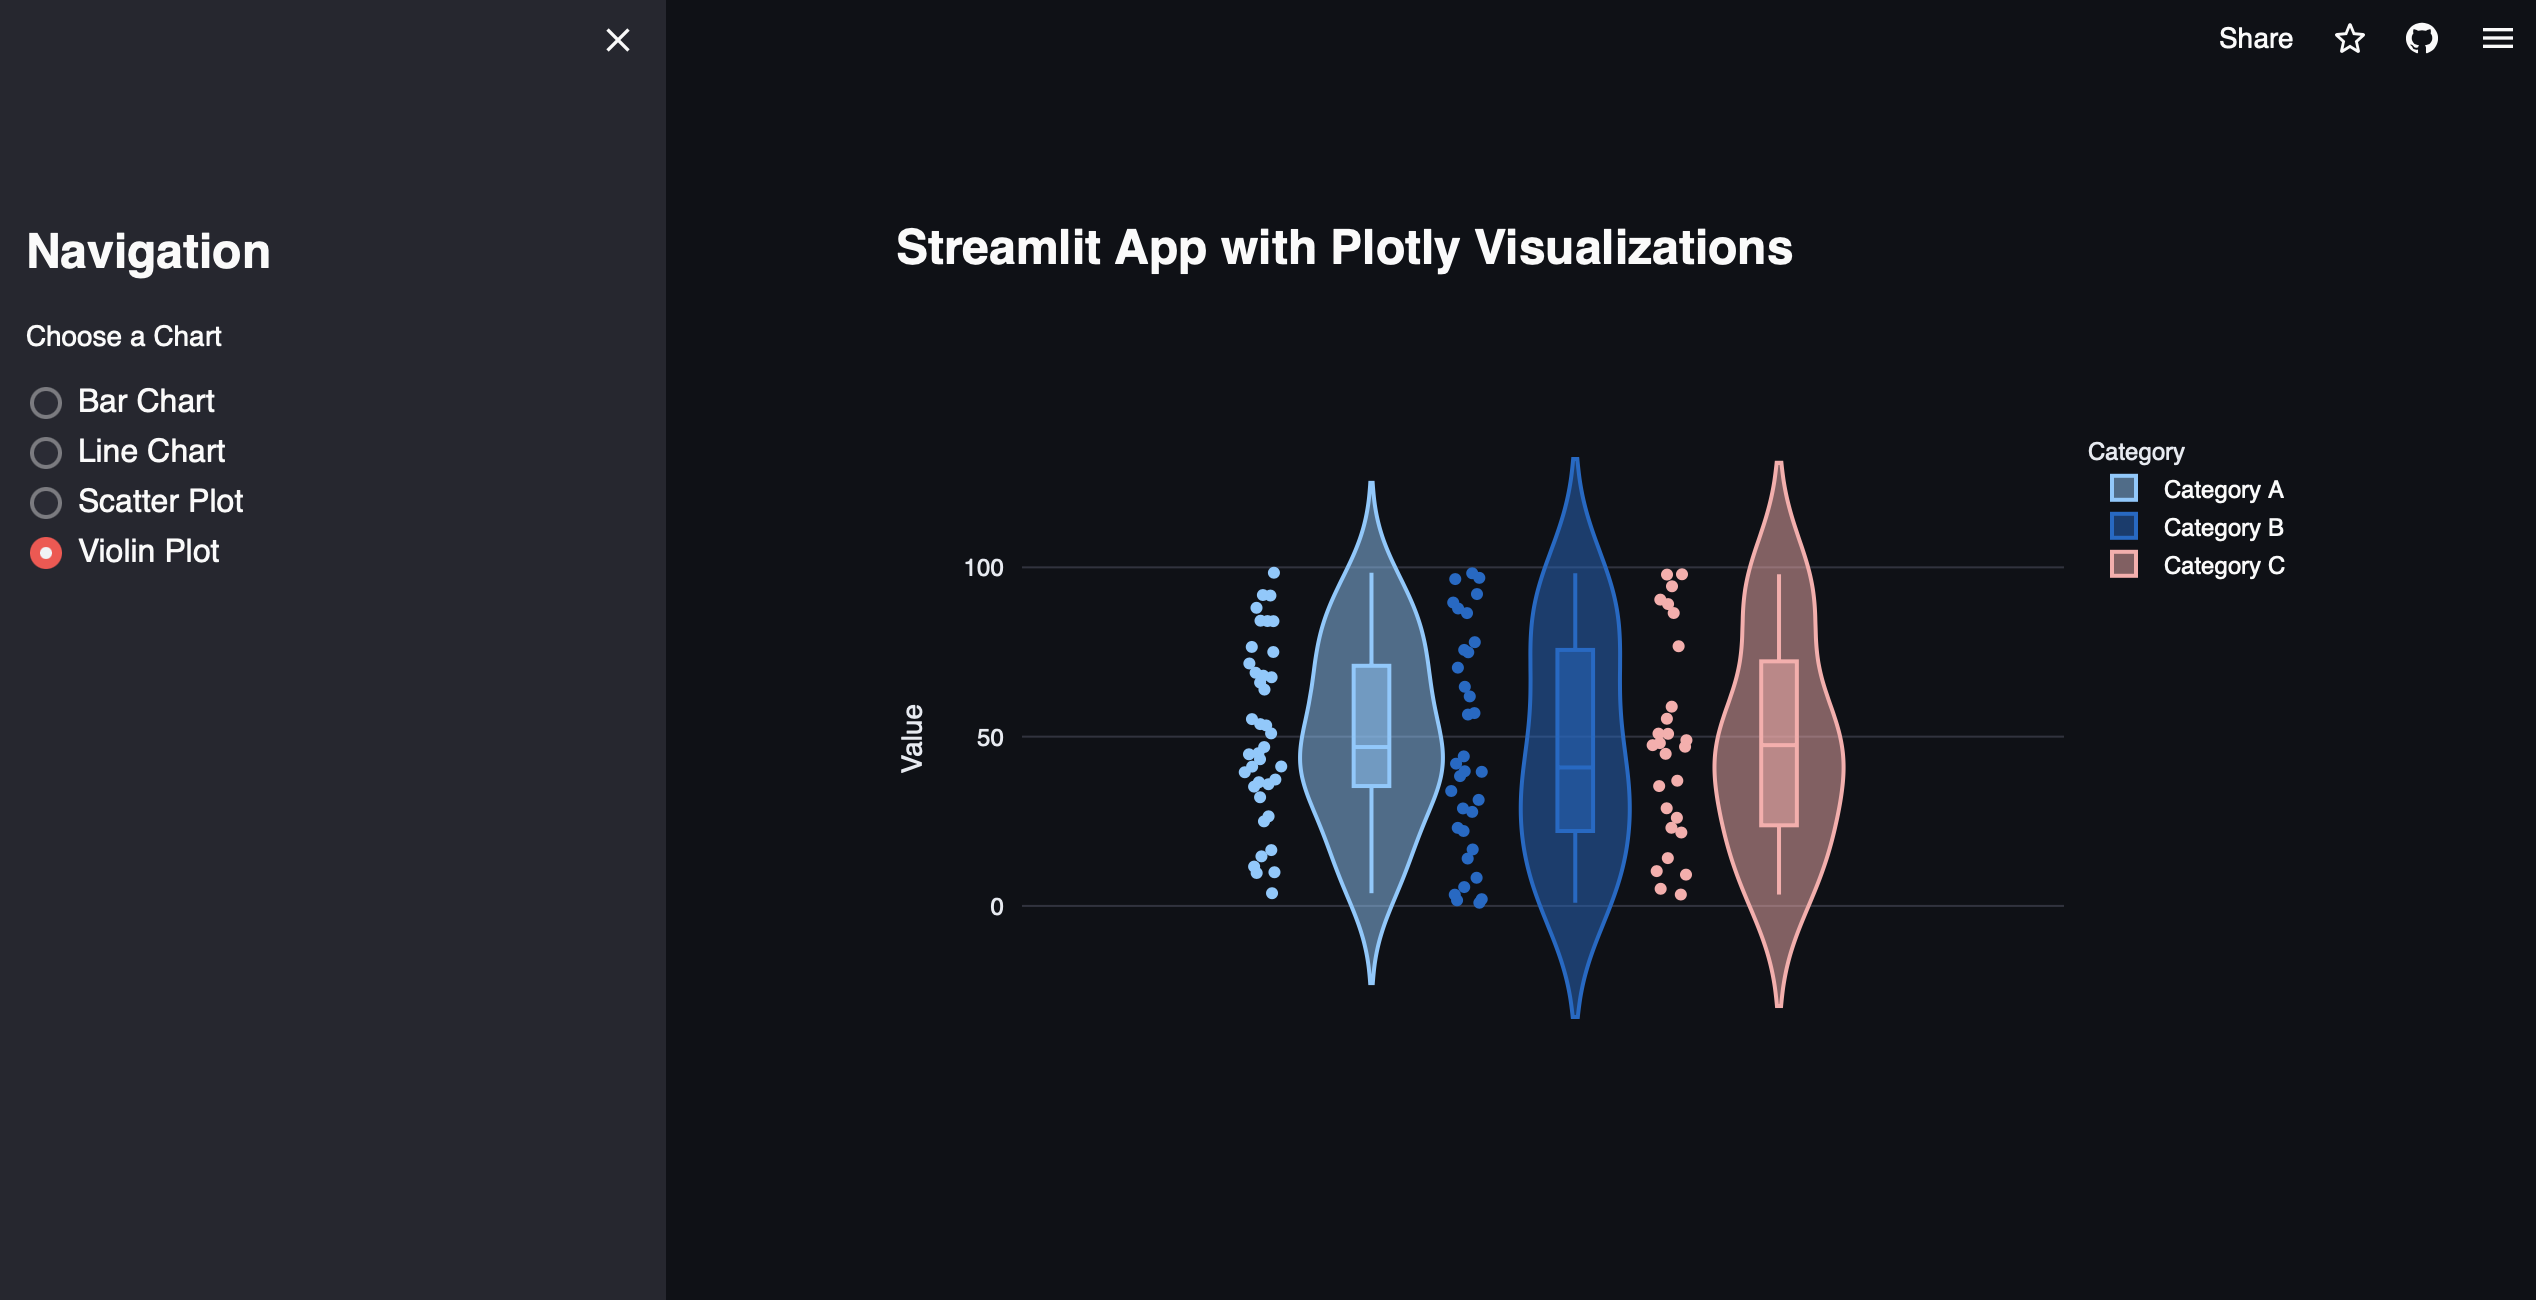 Share
Navigation
Choose a Chart
Bar Chart
Line Chart
Scatter Plot
Violin Plot
Streamlit App with Plotly Visualizations
Value
100
50
0
Category
Category A
Category B
Category C